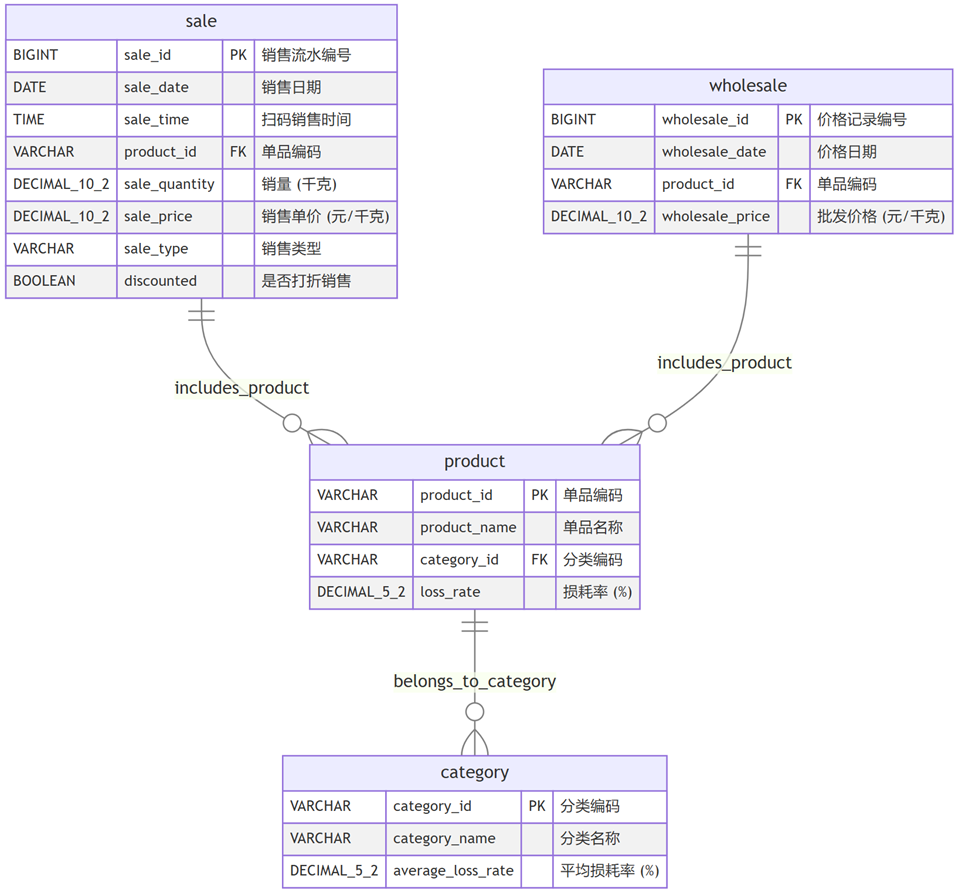 sale
BIGINT sale_id PK 销售流水编号
DATE sale_date 销售日期
TIME sale_time 扫码销售时间
VARCHAR product_id FK 单品编码
DECIMAL_10_2 sale_quantity 销量 (千克)
DECIMAL_10_2 sale_price 销售单价 (元/千克)
VARCHAR sale_type 销售类型
BOOLEAN discounted 是否打折销售
wholesale
BIGINT wholesale_id PK 价格记录编号
DATE wholesale_date 价格日期
VARCHAR product_id FK 单品编码
DECIMAL_10_2 wholesale_price 批发价格 (元/千克)
includes_product
includes_product
product
VARCHAR product_id PK 单品编码
VARCHAR product_name 单品名称
VARCHAR category_id FK 分类编码
DECIMAL_5_2 loss_rate 损耗率 (%)
belongs_to_category
category
VARCHAR category_id PK 分类编码
VARCHAR category_name 分类名称
DECIMAL_5_2 average_loss_rate 平均损耗率 (%)